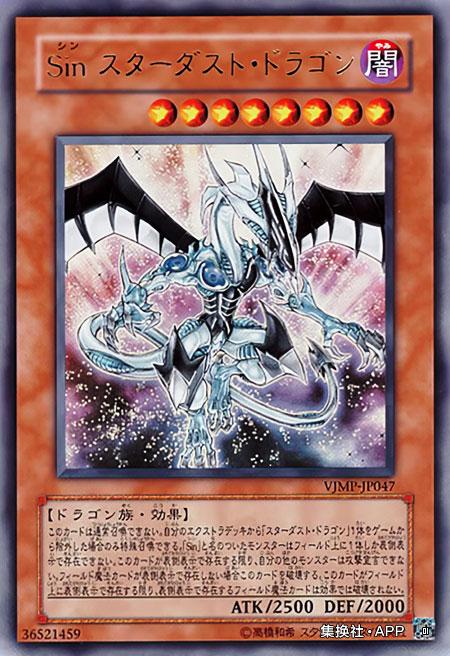 シン
Sin スターダスト・ドラゴン
やみ
闇
VJMP-JP047
【ドラゴン族・効果】
このカードは通常召喚できない。自分のエクストラデッキから「スターダスト・ドラゴン」1体をゲーム
から除外した場合のみ特殊召喚できる。「Sin」と名のついたモンスターはフィールド上に1体しか表側表
示で存在できない。このカードが表側表示で存在する限り、自分の他のモンスターは攻撃宣言できな
い。フィールド魔法カードが表側表示で存在しない場合このカードを破壊する。このカードがフィール
ド上に表側表示で存在する限り、表側表示で存在するフィールド魔法カードは効果では破壊されない。
ATK/2500 DEF/2000
36521459
©高橋和希 スタ
集換社・APP